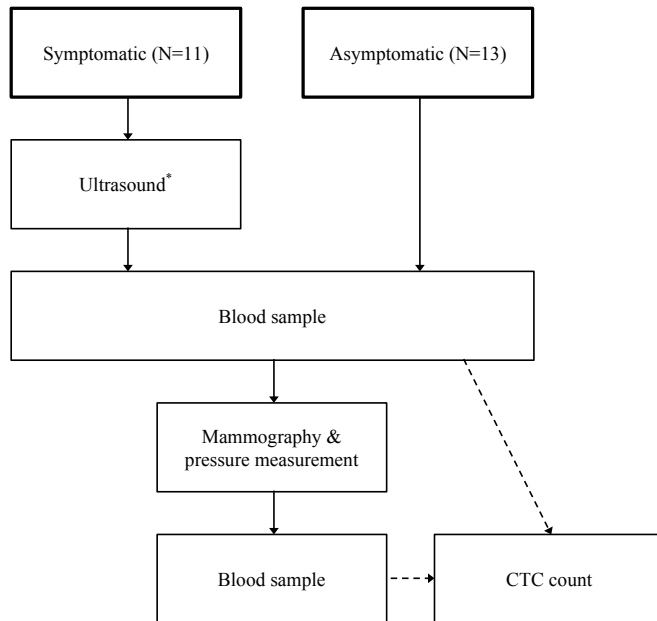 Symptomatic (N=11)
Asymptomatic (N=13)
Ultrasound*
Blood sample
Mammography &
pressure measurement
Blood sample
CTC count